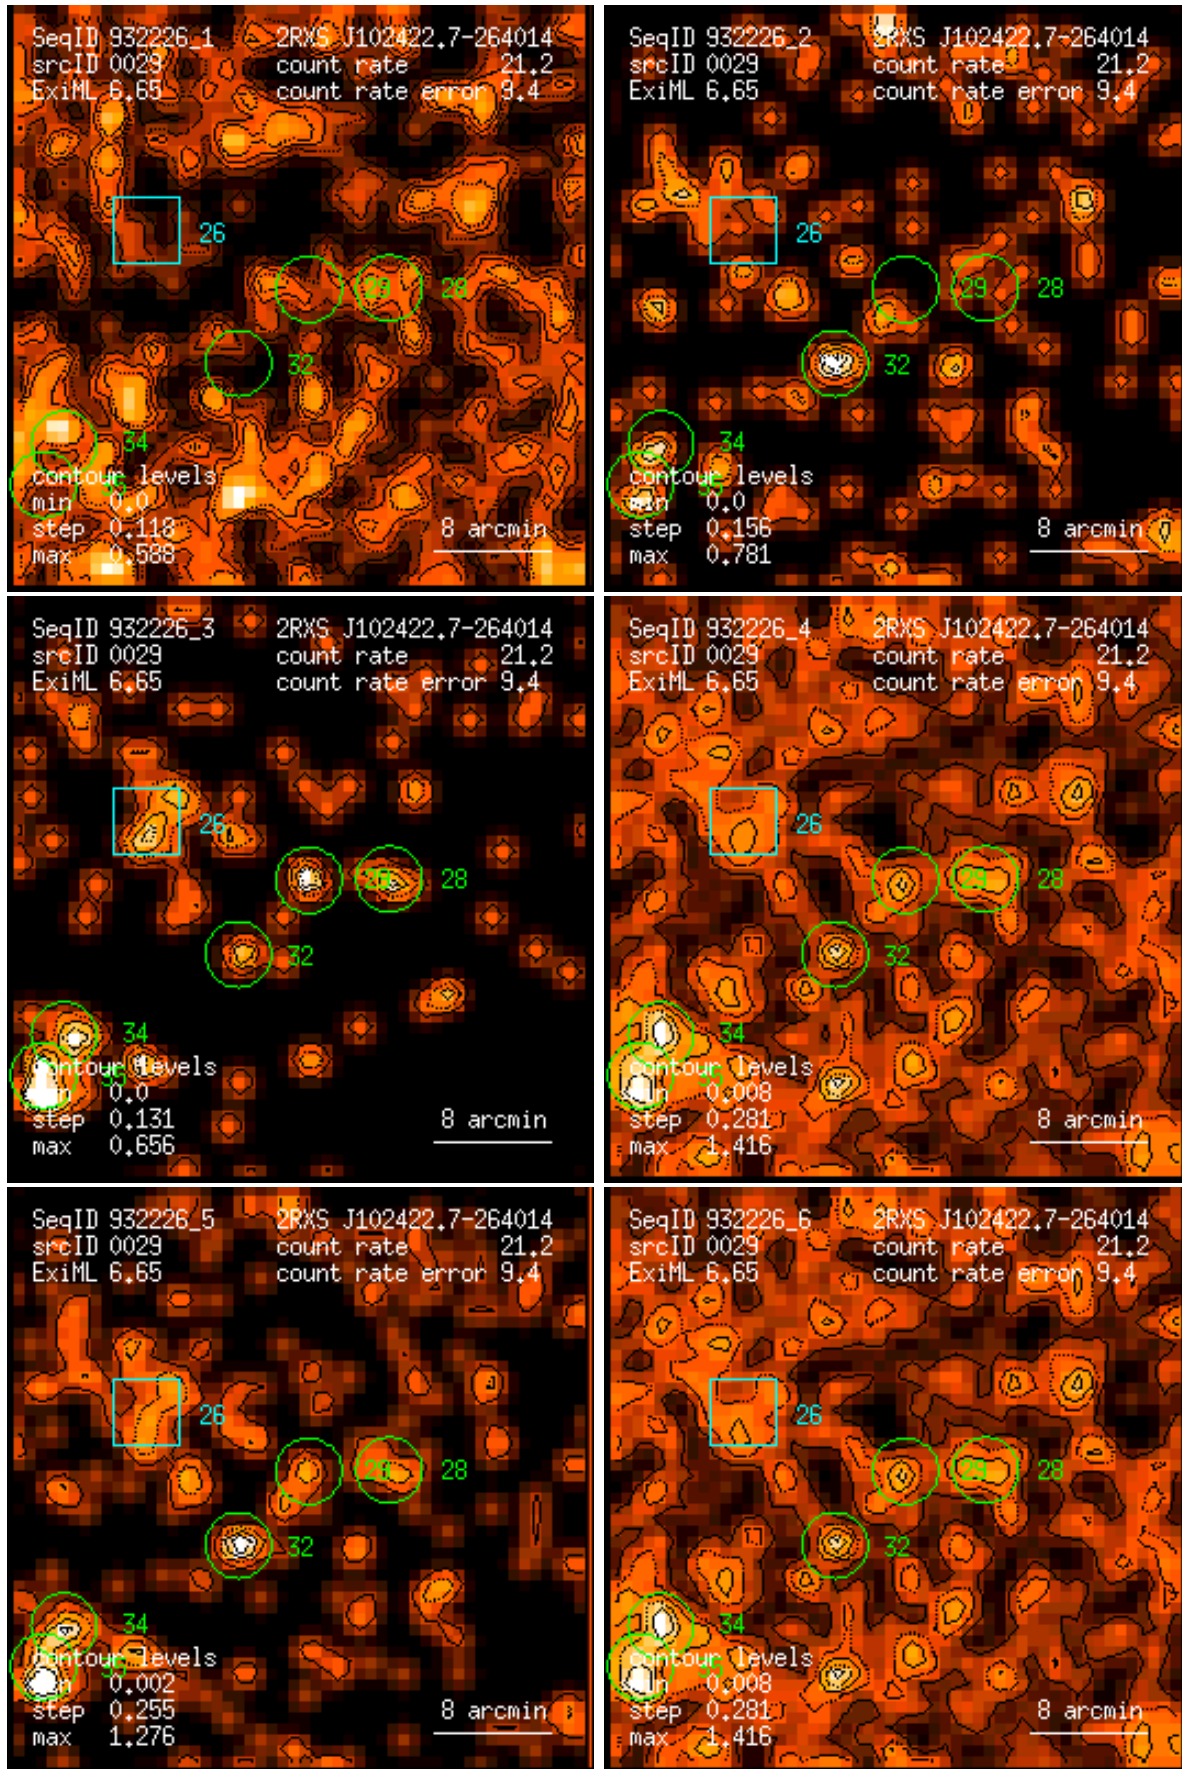 SeqID 932226_1 2RXS J102422.7-264014
srcID 0029 count rate 21.2
ExiML 6.65 count rate error 9.4
26
29 28
32
34
contour levels
min 0.0
step 0.118 8 arcmin
max 0.588
SeqID 932226_2 2RXS J102422.7-264014
srcID 0029 count rate 21.2
ExiML 6.65 count rate error 9.4
26
29 28
32
34
contour levels
min 0.0
step 0.156 8 arcmin
max 0.781
SeqID 932226_3 2RXS J102422.7-264014
srcID 0029 count rate 21.2
ExiML 6.65 count rate error 9.4
26
29 28
32
34
contour levels
min 0.0
step 0.131 8 arcmin
max 0.656
SeqID 932226_4 2RXS J102422.7-264014
srcID 0029 count rate 21.2
ExiML 6.65 count rate error 9.4
26
29 28
32
34
contour levels
min 0.008
step 0.281 8 arcmin
max 1.416
SeqID 932226_5 2RXS J102422.7-264014
srcID 0029 count rate 21.2
ExiML 6.65 count rate error 9.4
26
29 28
32
34
contour levels
min 0.002
step 0.255 8 arcmin
max 1.276
SeqID 932226_6 2RXS J102422.7-264014
srcID 0029 count rate 21.2
ExiML 6.65 count rate error 9.4
26
29 28
32
34
contour levels
min 0.008
step 0.281 8 arcmin
max 1.416